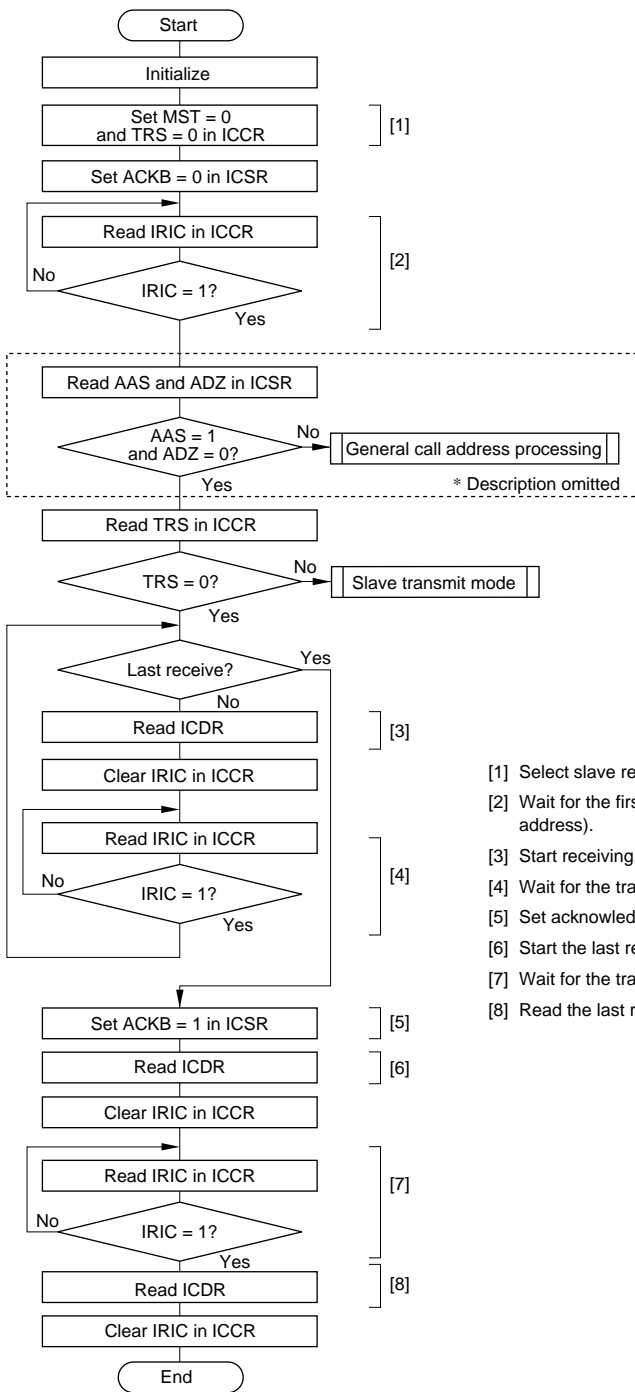 Start
Initialize
Set MST = 0
and TRS = 0 in ICCR
[1]
Set ACKB = 0 in ICSR
Read IRIC in ICCR
[2]
No
IRIC = 1?
Yes
Read AAS and ADZ in ICSR
AAS = 1
and ADZ = 0?
No
General call address processing
Yes
* Description omitted
Read TRS in ICCR
TRS = 0?
No
Slave transmit mode
Yes
Last receive?
Yes
No
Read ICDR
[3]
Clear IRIC in ICCR
Read IRIC in ICCR
[4]
No
IRIC = 1?
Yes
[1] Select slave re
[2] Wait for the firs
address).
[3] Start receiving
[4] Wait for the tra
[5] Set acknowled
[6] Start the last re
[7] Wait for the tra
[8] Read the last r
Set ACKB = 1 in ICSR
[5]
Read ICDR
[6]
Clear IRIC in ICCR
Read IRIC in ICCR
[7]
No
IRIC = 1?
Yes
Read ICDR
[8]
Clear IRIC in ICCR
End